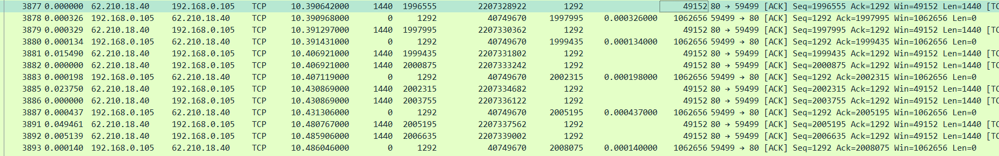 3877 0.000000 62.210.18.40 192.168.0.105 TCP 10.390642000 1440 1996555 2207328922 1292 49152 80 → 59499 [ACK] Seq=1996555 Ack=1292 Win=49152 Len=1440 [TC
3878 0.000326 192.168.0.105 62.210.18.40 TCP 10.390968000 0 1292 40749670 1997995 0.000326000 1062656 59499 → 80 [ACK] Seq=1292 Ack=1997995 Win=1062656 Len=0
3879 0.000329 62.210.18.40 192.168.0.105 TCP 10.391297000 1440 1997995 2207330362 1292 49152 80 → 59499 [ACK] Seq=1997995 Ack=1292 Win=49152 Len=1440 [TC
3880 0.000134 192.168.0.105 62.210.18.40 TCP 10.391431000 0 1292 40749670 1999435 0.000134000 1062656 59499 → 80 [ACK] Seq=1292 Ack=1999435 Win=1062656 Len=0
3881 0.015490 62.210.18.40 192.168.0.105 TCP 10.406921000 1440 1999435 2207331802 1292 49152 80 → 59499 [ACK] Seq=1999435 Ack=1292 Win=49152 Len=1440 [TC
3882 0.000000 62.210.18.40 192.168.0.105 TCP 10.406921000 1440 2000875 2207333242 1292 49152 80 → 59499 [ACK] Seq=2000875 Ack=1292 Win=49152 Len=1440 [TC
3883 0.000198 192.168.0.105 62.210.18.40 TCP 10.407119000 0 1292 40749670 2002315 0.000198000 1062656 59499 → 80 [ACK] Seq=1292 Ack=2002315 Win=1062656 Len=0
3885 0.023750 62.210.18.40 192.168.0.105 TCP 10.430869000 1440 2002315 2207334682 1292 49152 80 → 59499 [ACK] Seq=2002315 Ack=1292 Win=49152 Len=1440 [TC
3886 0.000000 62.210.18.40 192.168.0.105 TCP 10.430869000 1440 2003755 2207336122 1292 49152 80 → 59499 [ACK] Seq=2003755 Ack=1292 Win=49152 Len=1440 [TC
3887 0.000437 192.168.0.105 62.210.18.40 TCP 10.431306000 0 1292 40749670 2005195 0.000437000 1062656 59499 → 80 [ACK] Seq=1292 Ack=2005195 Win=1062656 Len=0
3891 0.049461 62.210.18.40 192.168.0.105 TCP 10.480767000 1440 2005195 2207337562 1292 49152 80 → 59499 [ACK] Seq=2005195 Ack=1292 Win=49152 Len=1440 [TC
3892 0.005139 62.210.18.40 192.168.0.105 TCP 10.485906000 1440 2006635 2207339002 1292 49152 80 → 59499 [ACK] Seq=2006635 Ack=1292 Win=49152 Len=1440 [TC
3893 0.000140 192.168.0.105 62.210.18.40 TCP 10.486046000 0 1292 40749670 2008075 0.000140000 1062656 59499 → 80 [ACK] Seq=1292 Ack=2008075 Win=1062656 Len=0